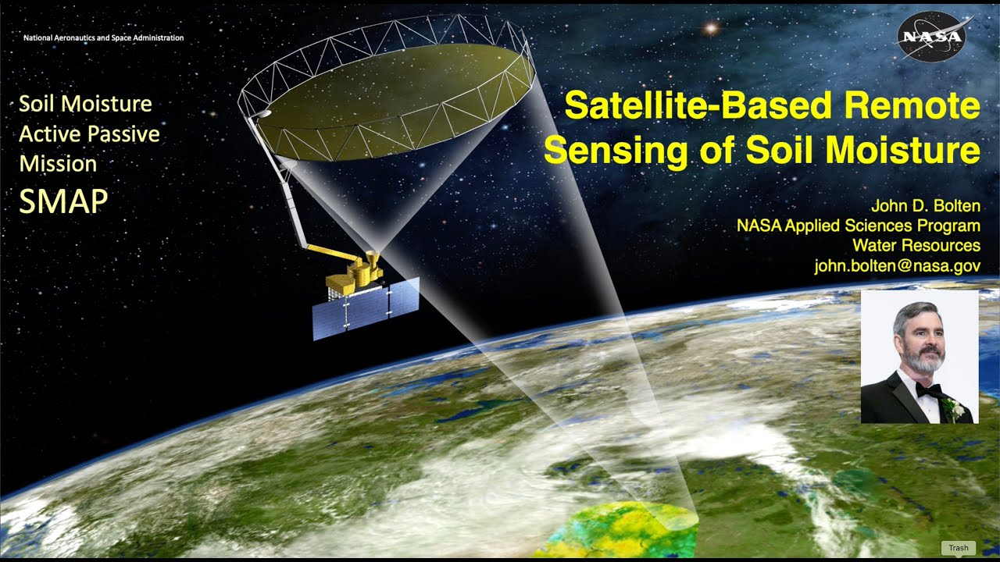 National Aeronautics and Space Administration
NASA
Soil Moisture
Active Passive
Mission
SMAP
Satellite-Based Remote
Sensing of Soil Moisture
John D. Bolten
NASA Applied Sciences Program
Water Resources
john.bolten@nasa.gov
Trash